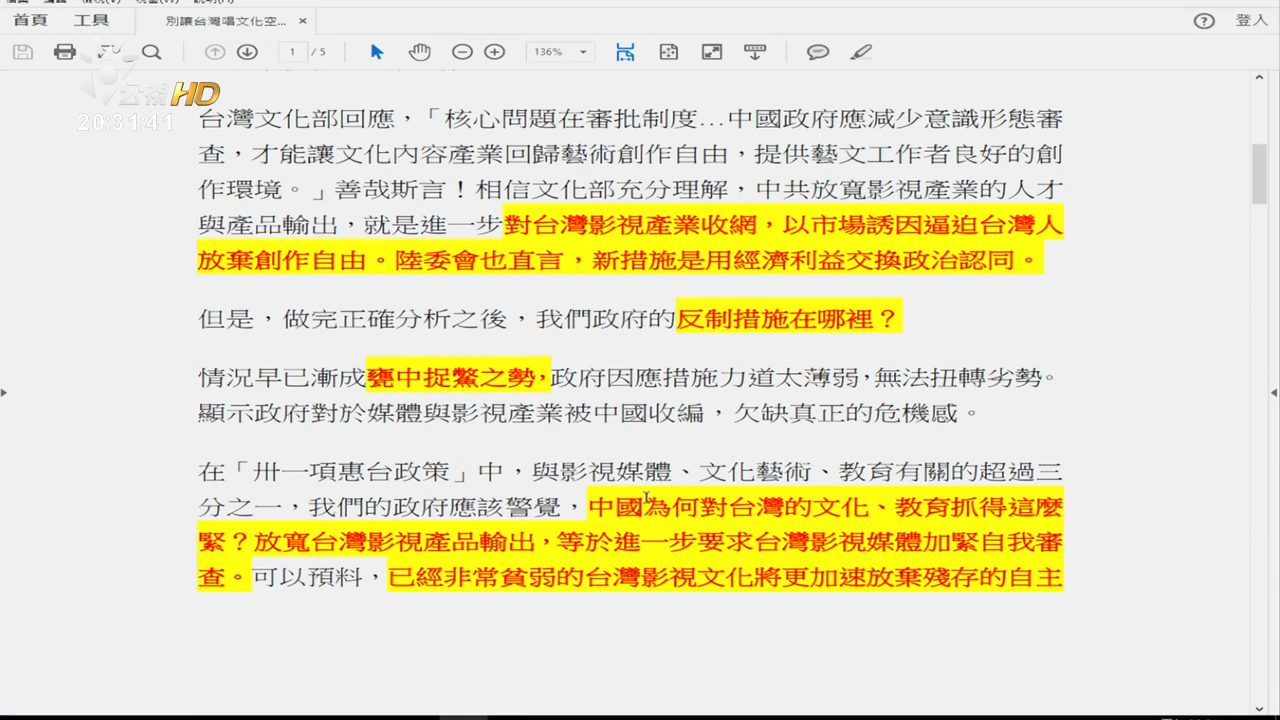 首頁 工具 別讓台灣唱文化空... × 登入
1 / 5 136%
公視HD
20:31:41
台灣文化部回應，「核心問題在審批制度...中國政府應減少意識形態審
查，才能讓文化內容產業回歸藝術創作自由，提供藝文工作者良好的創
作環境。」善哉斯言！相信文化部充分理解，中共放寬影視產業的人才
與產品輸出，就是進一步對台灣影視產業收網，以市場誘因逼迫台灣人
放棄創作自由。陸委會也直言，新措施是用經濟利益交換政治認同。
但是，做完正確分析之後，我們政府的反制措施在哪裡？
情況早已漸成甕中捉鱉之勢，政府因應措施力道太薄弱，無法扭轉劣勢。
顯示政府對於媒體與影視產業被中國收編，欠缺真正的危機感。
在「卅一項惠台政策」中，與影視媒體、文化藝術、教育有關的超過三
分之一，我們的政府應該警覺，中國為何對台灣的文化、教育抓得這麼
緊？放寬台灣影視產品輸出，等於進一步要求台灣影視媒體加緊自我審
查。可以預料，已經非常貧弱的台灣影視文化將更加速放棄殘存的自主